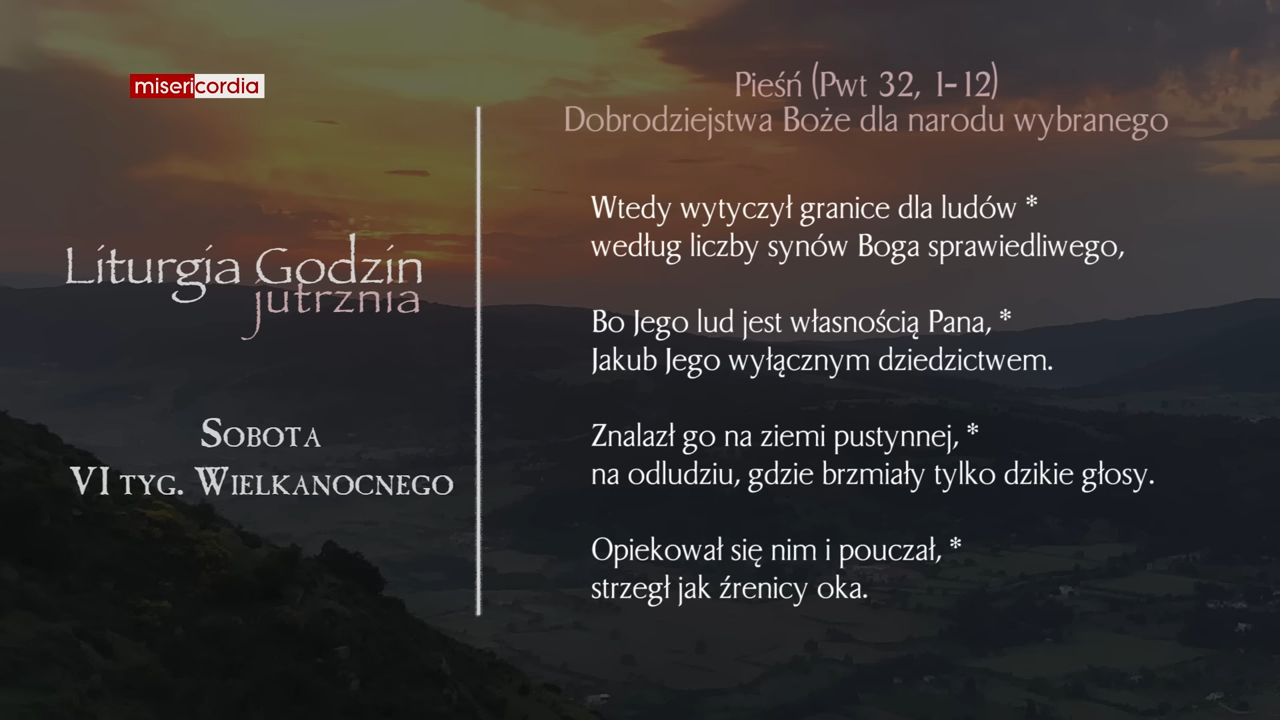 misericordia
Liturgia Godzin
jutrznia
Sobota
VI tyg. Wielkanocnego
Pieśń (Pwt 32, 1-12)
Dobrodziejstwa Boże dla narodu wybranego
Wtedy wytyczył granice dla ludów *
według liczby synów Boga sprawiedliwego,
Bo Jego lud jest własnością Pana, *
Jakub Jego wyłącznym dziedzictwem.
Znalazł go na ziemi pustynnej, *
na odludziu, gdzie brzmiały tylko dzikie głosy.
Opiekował się nim i pouczał, *
strzegł jak źrenicy oka.